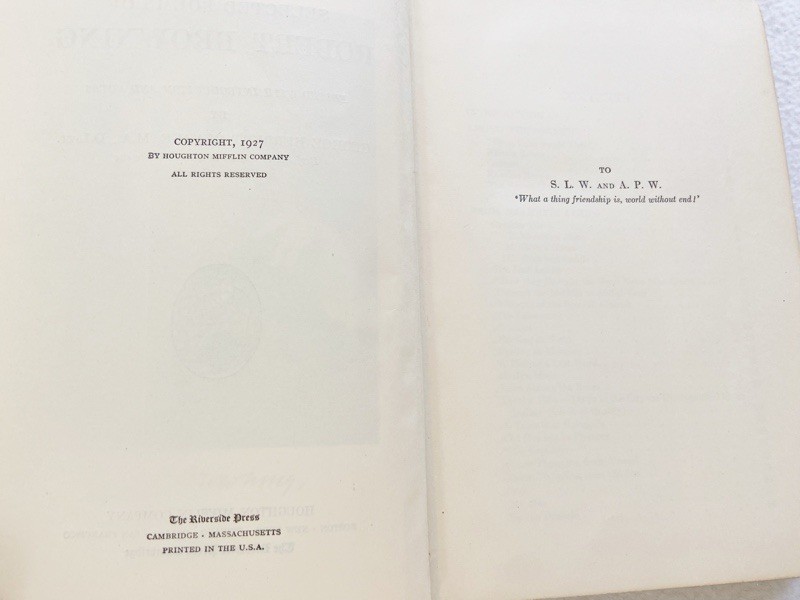 COPYRIGHT, 1927
BY HOUGHTON MIFFLIN COMPANY
ALL RIGHTS RESERVED
The Riverside Press
CAMBRIDGE · MASSACHUSETTS
PRINTED IN THE U.S.A.
TO
S. L. W. AND A. P. W.
"What a thing friendship is, world without end!"